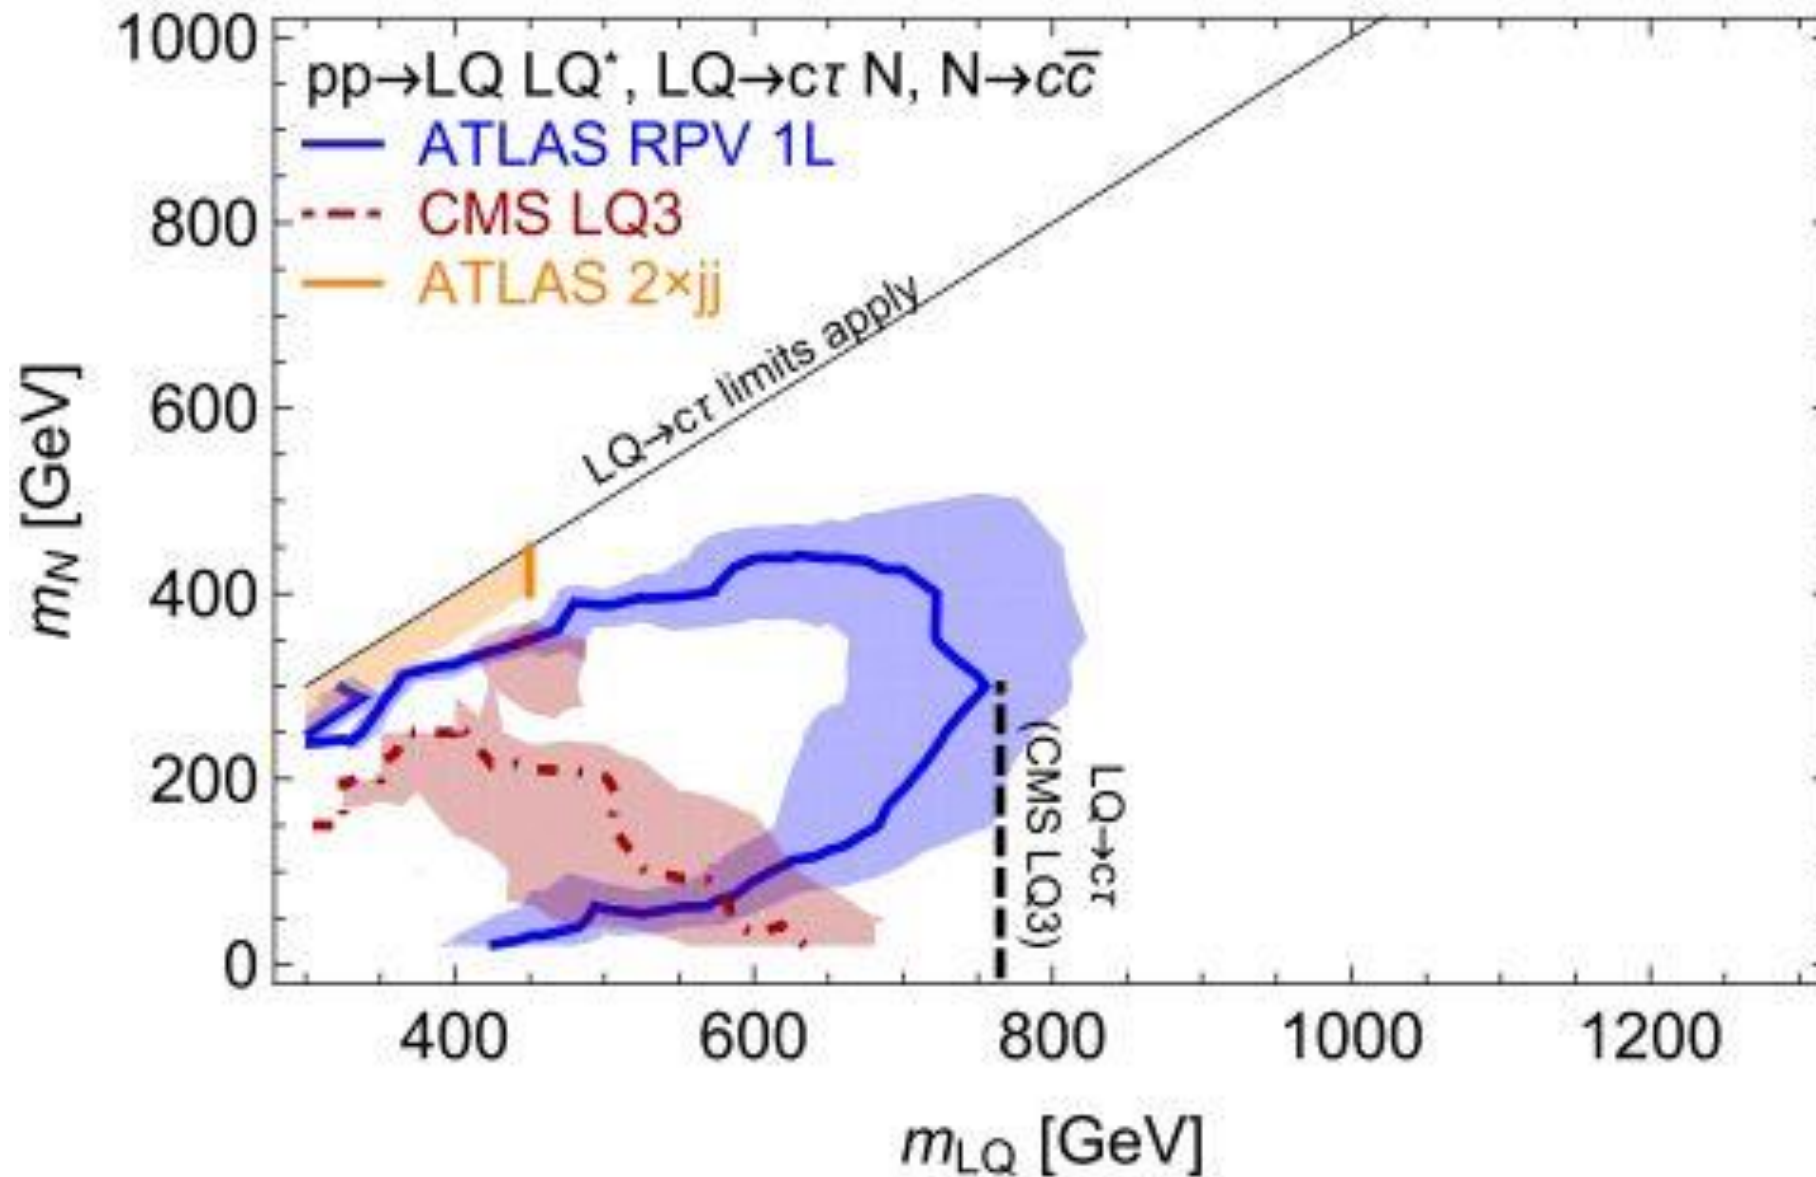 1000
800
600
400
200
0
m_N [GeV]
pp→LQ LQ*, LQ→cτ N, N→cc̅
ATLAS RPV 1L
CMS LQ3
ATLAS 2×jj
LQ→cτ limits apply
LQ→cτ
(CMS LQ3)
400 600 800 1000 1200
m_LQ [GeV]